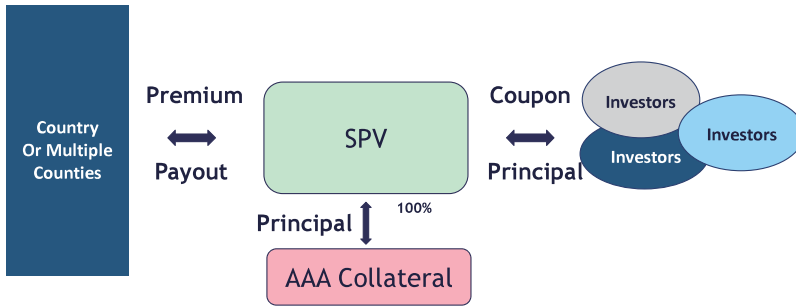 Country
Or Multiple
Counties
Premium
Payout
SPV
Coupon
Principal
Investors
Investors
Investors
Principal
100%
AAA Collateral